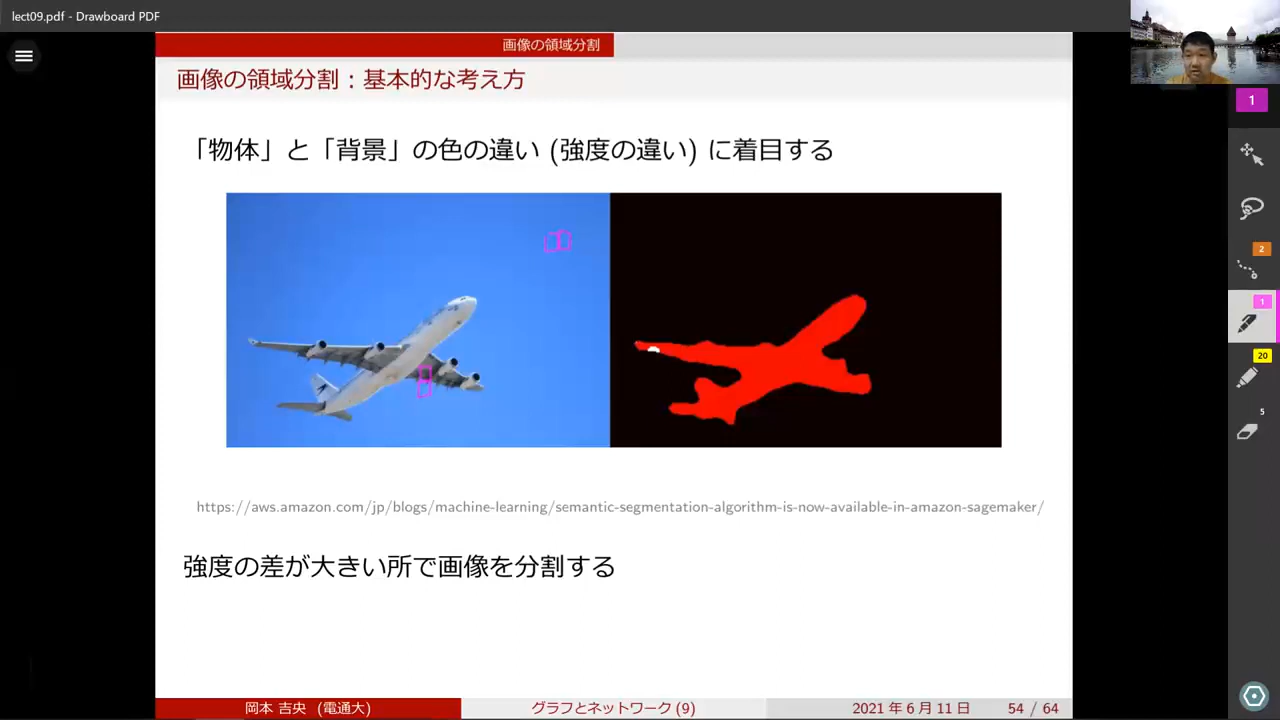 lect09.pdf - Drawboard PDF
画像の領域分割
画像の領域分割：基本的な考え方
「物体」と「背景」の色の違い (強度の違い) に着目する
https://aws.amazon.com/jp/blogs/machine-learning/semantic-segmentation-algorithm-is-now-available-in-amazon-sagemaker/
強度の差が大きい所で画像を分割する
岡本 吉央 (電通大)
グラフとネットワーク (9)
2021 年 6 月 11 日
54 / 64
1
2
1
20
5